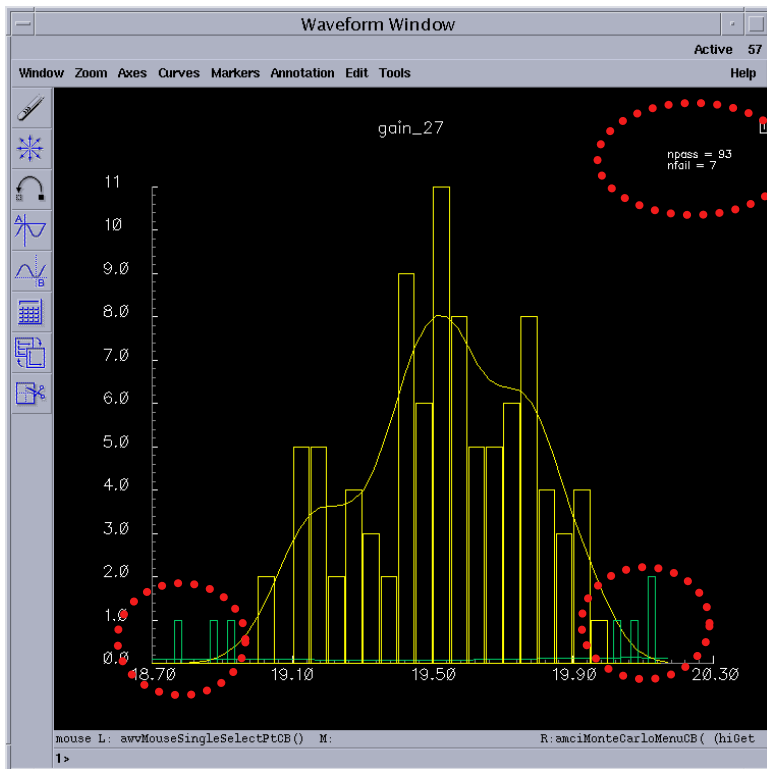 Waveform Window
Active 57
Window Zoom Axes Curves Markers Annotation Edit Tools Help
gain_27
npass = 93
nfail = 7
A
B
11
10
9.0
8.0
7.0
6.0
5.0
4.0
3.0
2.0
1.0
0.0
18.70 19.10 19.50 19.90 20.30
mouse L: awvMouseSingleSelectPtCB() M: R:amciMonteCarloMenuCB( (hiGet
1>